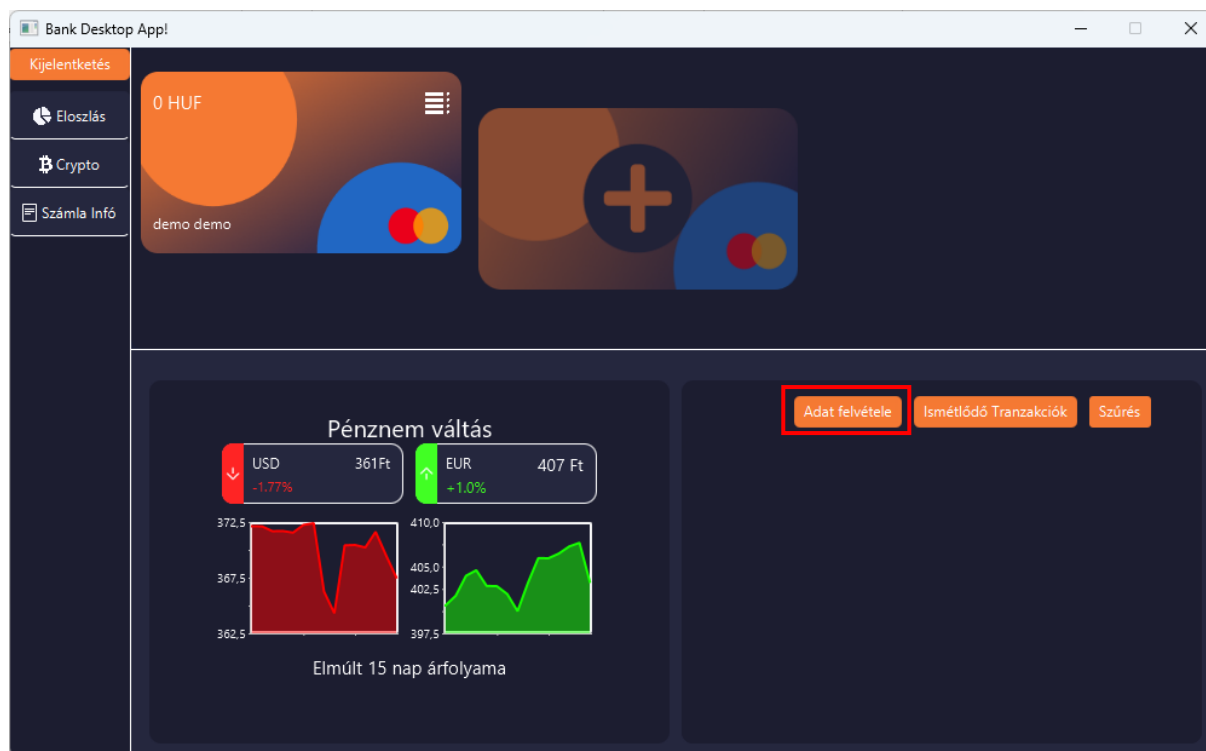 Bank Desktop App!
Kijelentketés
Eloszlás
Crypto
Számla Infó
0 HUF
demo demo
Adat felvétele Ismétlődő Tranzakciók Szűrés
Pénznem váltás
USD 361Ft
-1.77%
EUR 407 Ft
+1.0%
372,5
367,5
362,5
410,0
405,0
402,5
397,5
Elmúlt 15 nap árfolyama